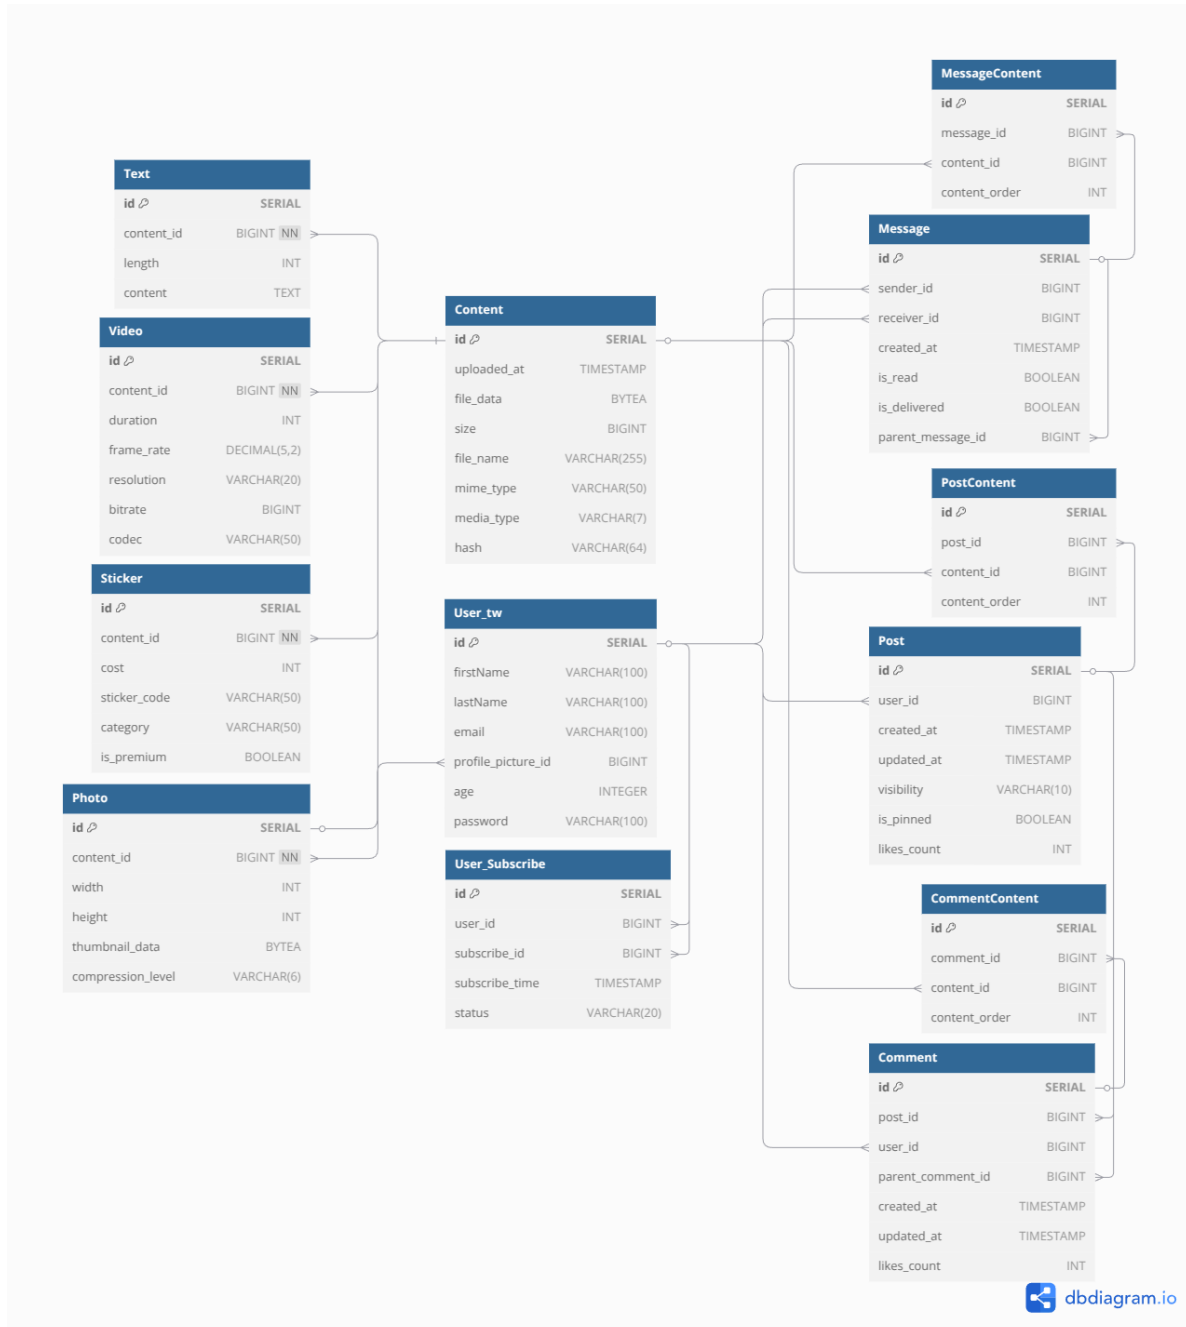 Text
id SERIAL
content_id BIGINT NN
length INT
content TEXT
Video
id SERIAL
content_id BIGINT NN
duration INT
frame_rate DECIMAL(5,2)
resolution VARCHAR(20)
bitrate BIGINT
codec VARCHAR(50)
Sticker
id SERIAL
content_id BIGINT NN
cost INT
sticker_code VARCHAR(50)
category VARCHAR(50)
is_premium BOOLEAN
Photo
id SERIAL
content_id BIGINT NN
width INT
height INT
thumbnail_data BYTEA
compression_level VARCHAR(6)
Content
id SERIAL
uploaded_at TIMESTAMP
file_data BYTEA
size BIGINT
file_name VARCHAR(255)
mime_type VARCHAR(50)
media_type VARCHAR(7)
hash VARCHAR(64)
User_tw
id SERIAL
firstName VARCHAR(100)
lastName VARCHAR(100)
email VARCHAR(100)
profile_picture_id BIGINT
age INTEGER
password VARCHAR(100)
User_Subscribe
id SERIAL
user_id BIGINT
subscribe_id BIGINT
subscribe_time TIMESTAMP
status VARCHAR(20)
MessageContent
id SERIAL
message_id BIGINT
content_id BIGINT
content_order INT
Message
id SERIAL
sender_id BIGINT
receiver_id BIGINT
created_at TIMESTAMP
is_read BOOLEAN
is_delivered BOOLEAN
parent_message_id BIGINT
PostContent
id SERIAL
post_id BIGINT
content_id BIGINT
content_order INT
Post
id SERIAL
user_id BIGINT
created_at TIMESTAMP
updated_at TIMESTAMP
visibility VARCHAR(10)
is_pinned BOOLEAN
likes_count INT
CommentContent
id SERIAL
comment_id BIGINT
content_id BIGINT
content_order INT
Comment
id SERIAL
post_id BIGINT
user_id BIGINT
parent_comment_id BIGINT
created_at TIMESTAMP
updated_at TIMESTAMP
likes_count INT
dbdiagram.io